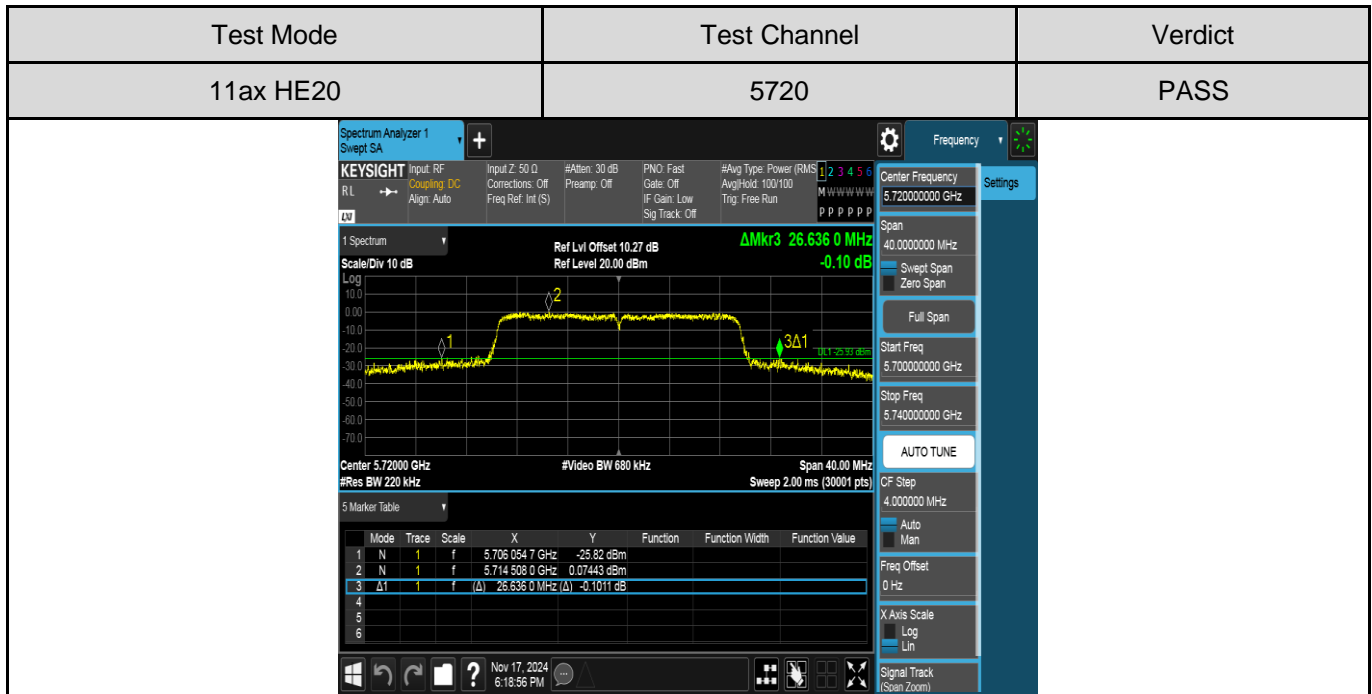 Test Mode Test Channel Verdict
11ax HE20 5720 PASS
Spectrum Analyzer 1
Swept SA
+
Frequency
KEYSIGHT Input: RF Input Z: 50 Ω #Atten: 30 dB PNO: Fast #Avg Type: Power (RMS 1 2 3 4 5 6
RL Coupling: DC Corrections: Off Preamp: Off Gate: Off Avg|Hold: 100/100 M W W W W W
Align: Auto Freq Ref: Int (S) IF Gain: Low Trig: Free Run
LXI Sig Track: Off P P P P P P
Center Frequency
5.720000000 GHz
Settings
Span
40.0000000 MHz
Swept Span
Zero Span
Full Span
Start Freq
5.700000000 GHz
Stop Freq
5.740000000 GHz
AUTO TUNE
CF Step
4.000000 MHz
Auto
Man
Freq Offset
0 Hz
X Axis Scale
Log
Lin
Signal Track
(Span Zoom)
1 Spectrum
Ref Lvl Offset 10.27 dB ΔMkr3 26.636 0 MHz
Scale/Div 10 dB Ref Level 20.00 dBm -0.10 dB
Log
10.0
0.00
-10.0
-20.0
-30.0
-40.0
-50.0
-60.0
-70.0
1
2
3Δ1
DL1 -25.93 dBm
Center 5.72000 GHz #Video BW 680 kHz Span 40.00 MHz
#Res BW 220 kHz Sweep 2.00 ms (30001 pts)
5 Marker Table
Mode Trace Scale X Y Function Function Width Function Value
1 N 1 f 5.706 054 7 GHz -25.82 dBm
2 N 1 f 5.714 508 0 GHz 0.07443 dBm
3 Δ1 1 f (Δ) 26.636 0 MHz (Δ) -0.1011 dB
4
5
6
? Nov 17, 2024
6:18:56 PM